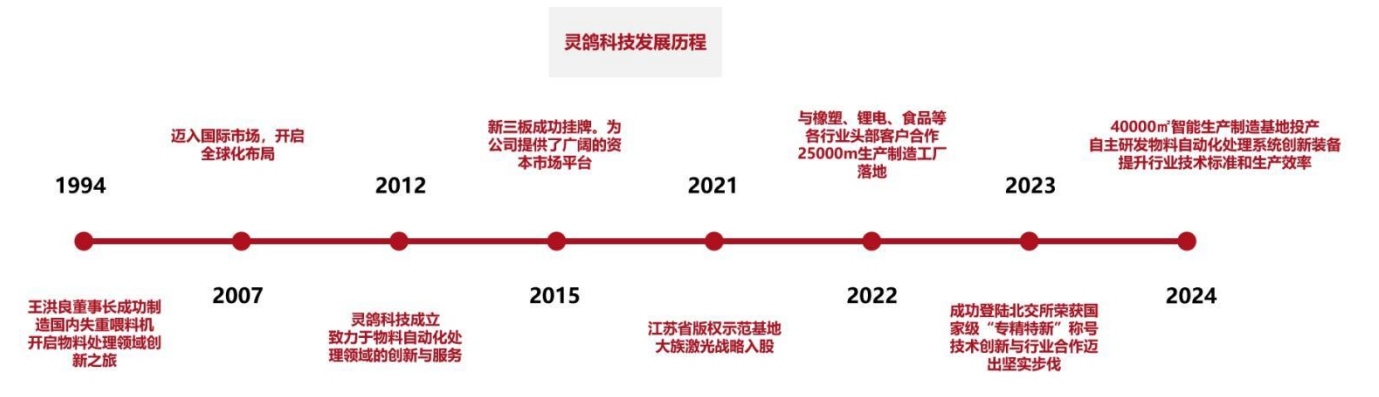 灵鸽科技发展历程
1994
王洪良董事长成功制
造国内失重喂料机
开启物料处理领域创
新之旅
迈入国际市场，开启
全球化布局
2007
2012
灵鸽科技成立
致力于物料自动化处
理领域的创新与服务
新三板成功挂牌。为
公司提供了广阔的资
本市场平台
2015
2021
江苏省版权示范基地
大族激光战略入股
与橡塑、锂电、食品等
各行业头部客户合作
25000m生产制造工厂
落地
2022
2023
成功登陆北交所荣获国
家级“专精特新”称号
技术创新与行业合作迈
出坚实步伐
40000㎡智能生产制造基地投产
自主研发物料自动化处理系统创新装备
提升行业技术标准和生产效率
2024